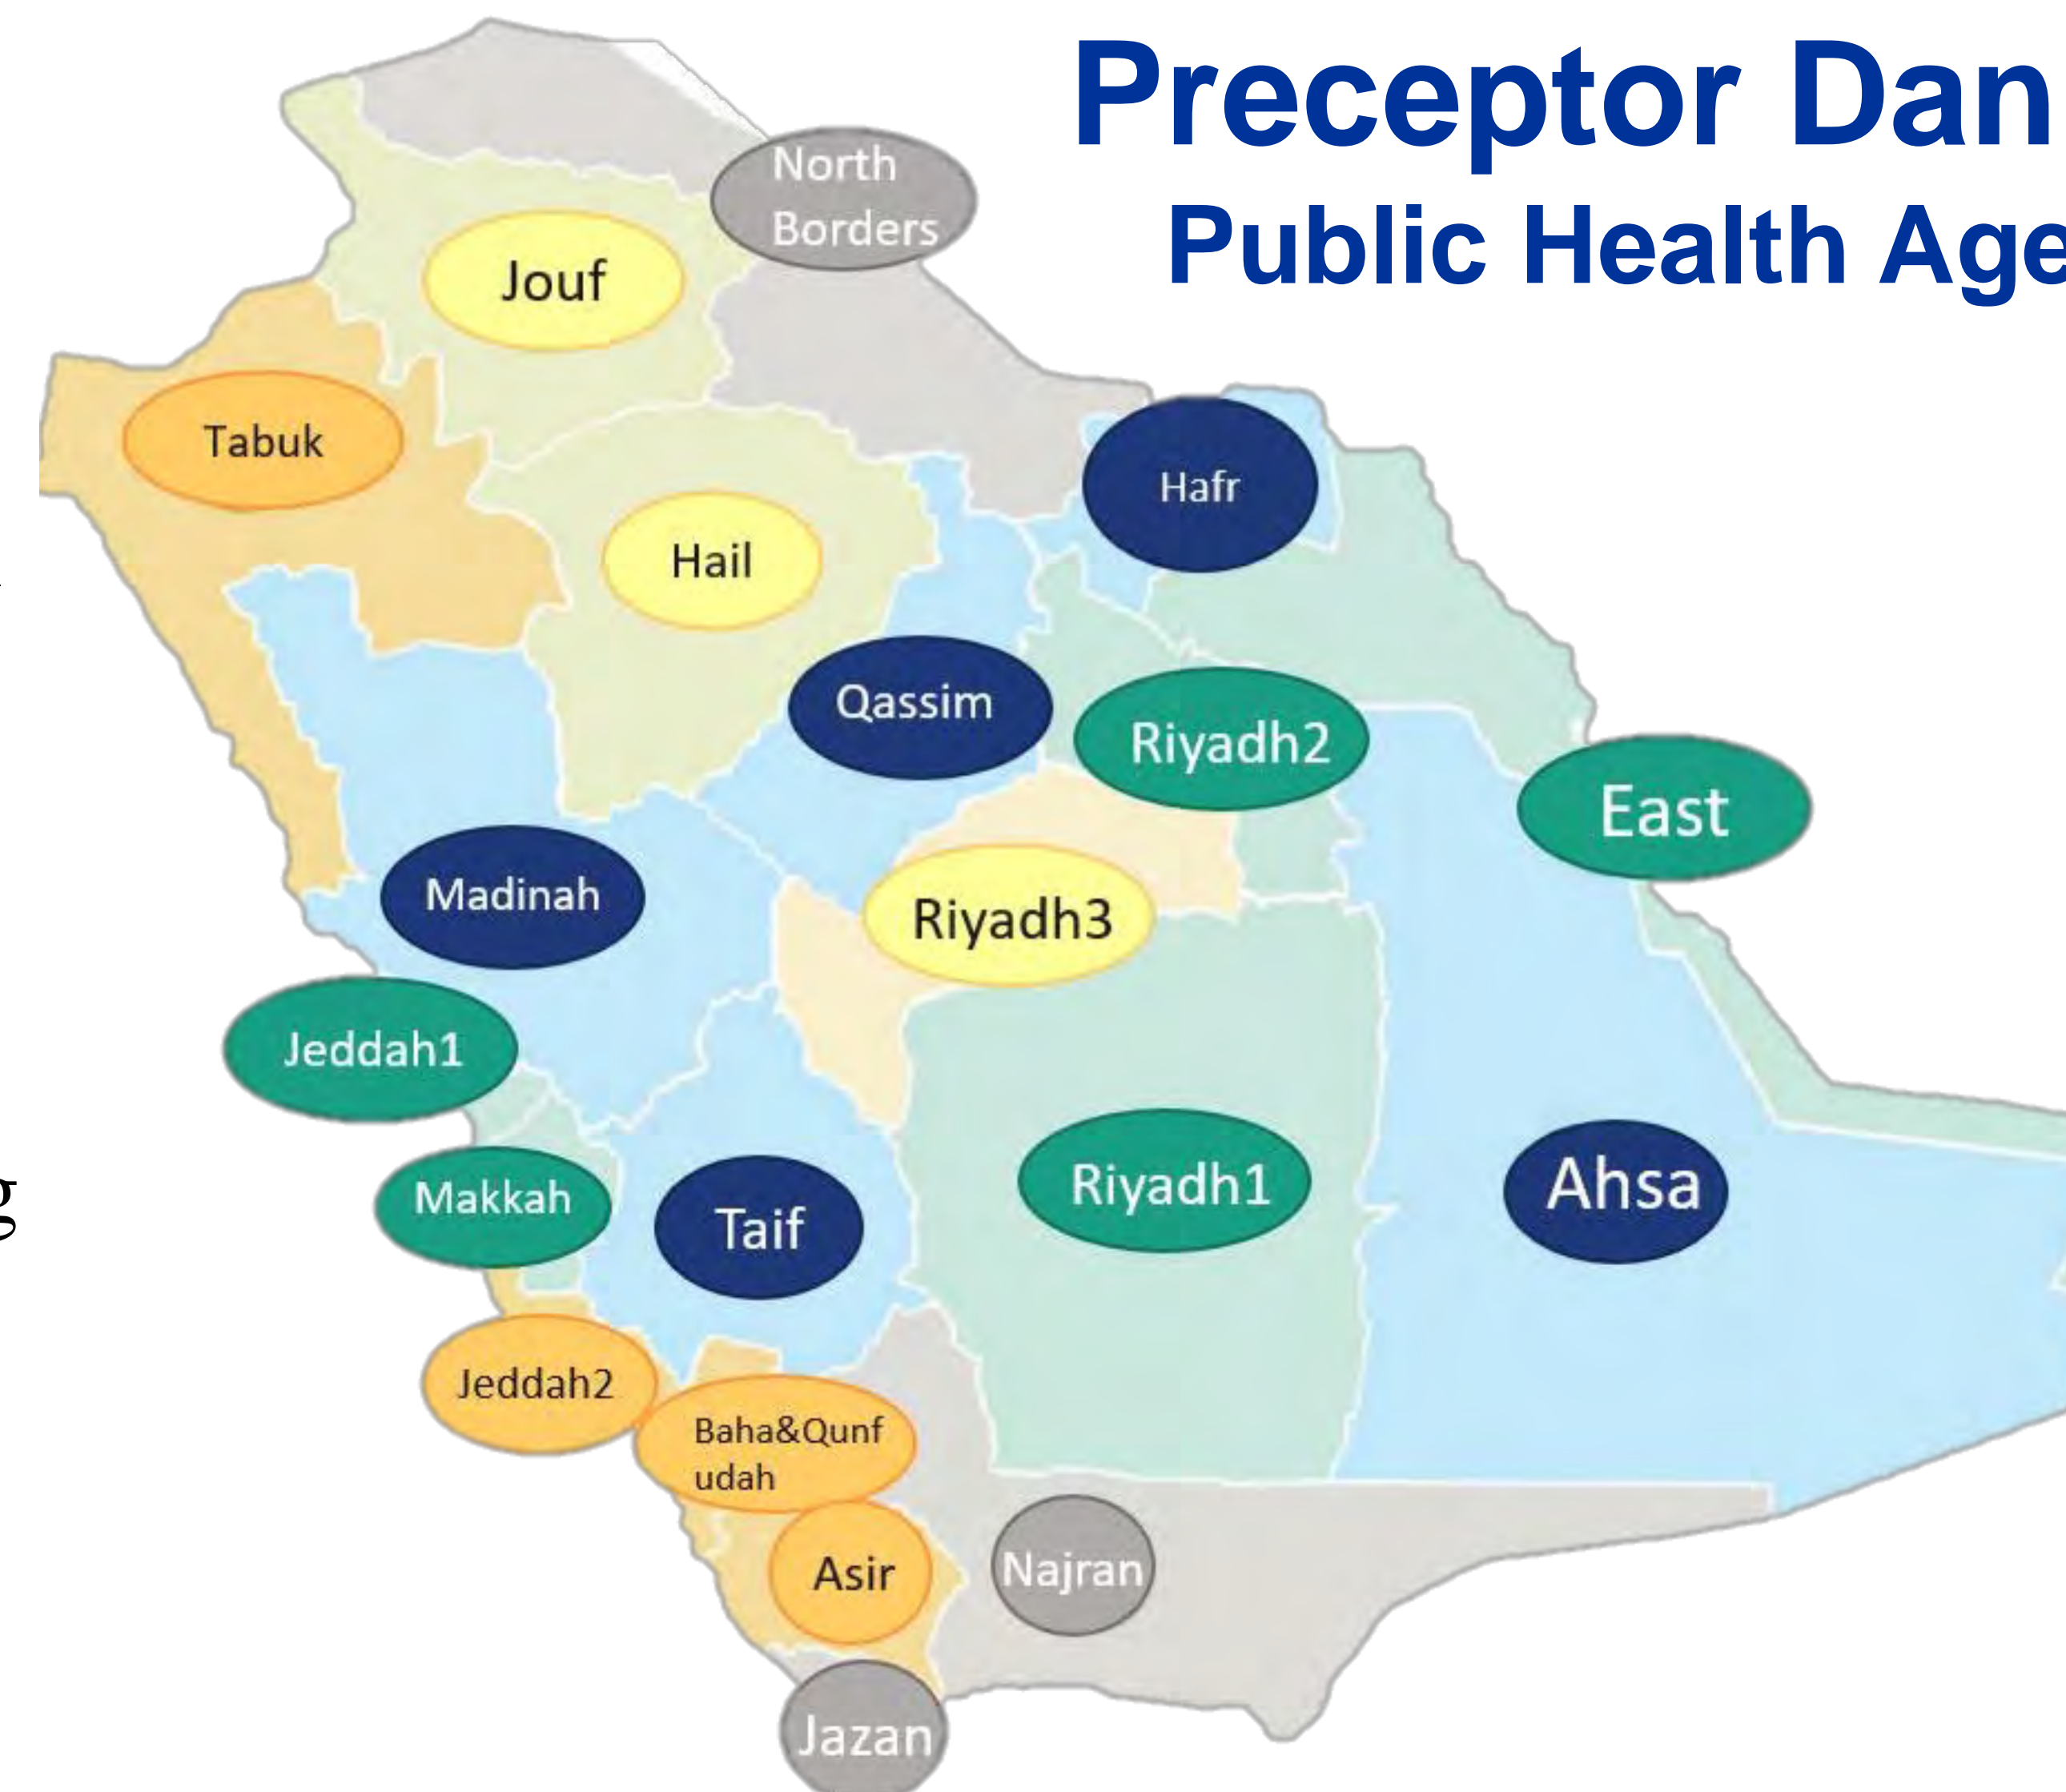 Preceptor Dan
Public Health Age
North
Borders
Jouf
Tabuk
Hafr
Hail
Qassim
Riyadh2
East
Madinah
Riyadh3
Jeddah1
Makkah
Taif
Riyadh1
Ahsa
g
Jeddah2
Baha&Qunf
udah
Asir
Najran
Jazan